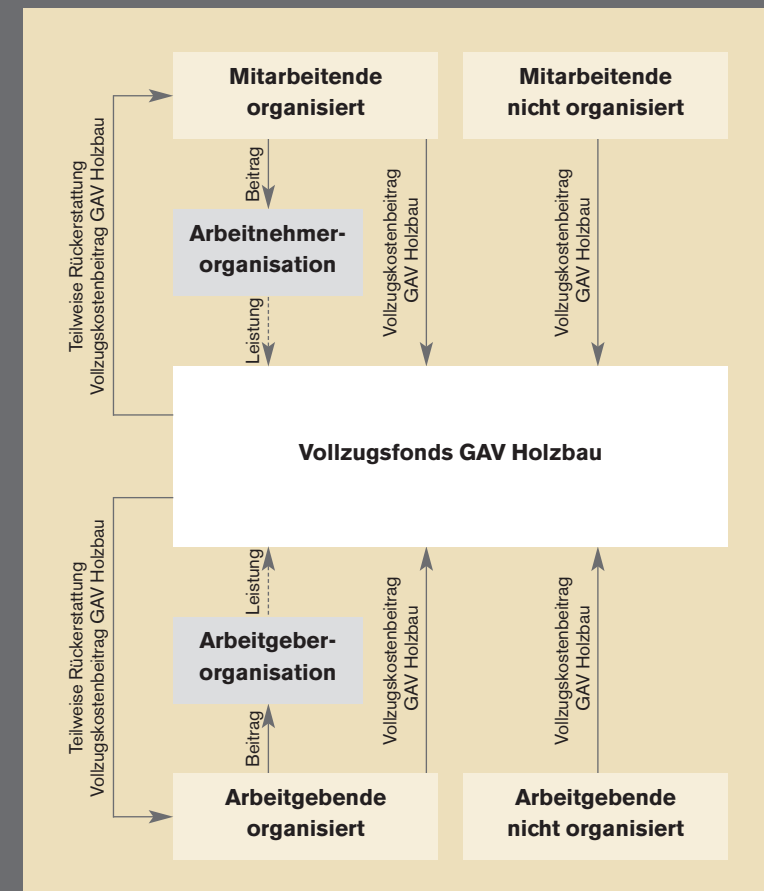 Mitarbeitende
organisiert
Mitarbeitende
nicht organisiert
Teilweise Rückerstattung
Vollzugskostenbeitrag GAV Holzbau
Beitrag
Arbeitnehmer-
organisation
Leistung
Vollzugskostenbeitrag
GAV Holzbau
Vollzugskostenbeitrag
GAV Holzbau
Vollzugsfonds GAV Holzbau
Teilweise Rückerstattung
Vollzugskostenbeitrag GAV Holzbau
Leistung
Arbeitgeber-
organisation
Beitrag
Vollzugskostenbeitrag
GAV Holzbau
Vollzugskostenbeitrag
GAV Holzbau
Arbeitgebende
organisiert
Arbeitgebende
nicht organisiert